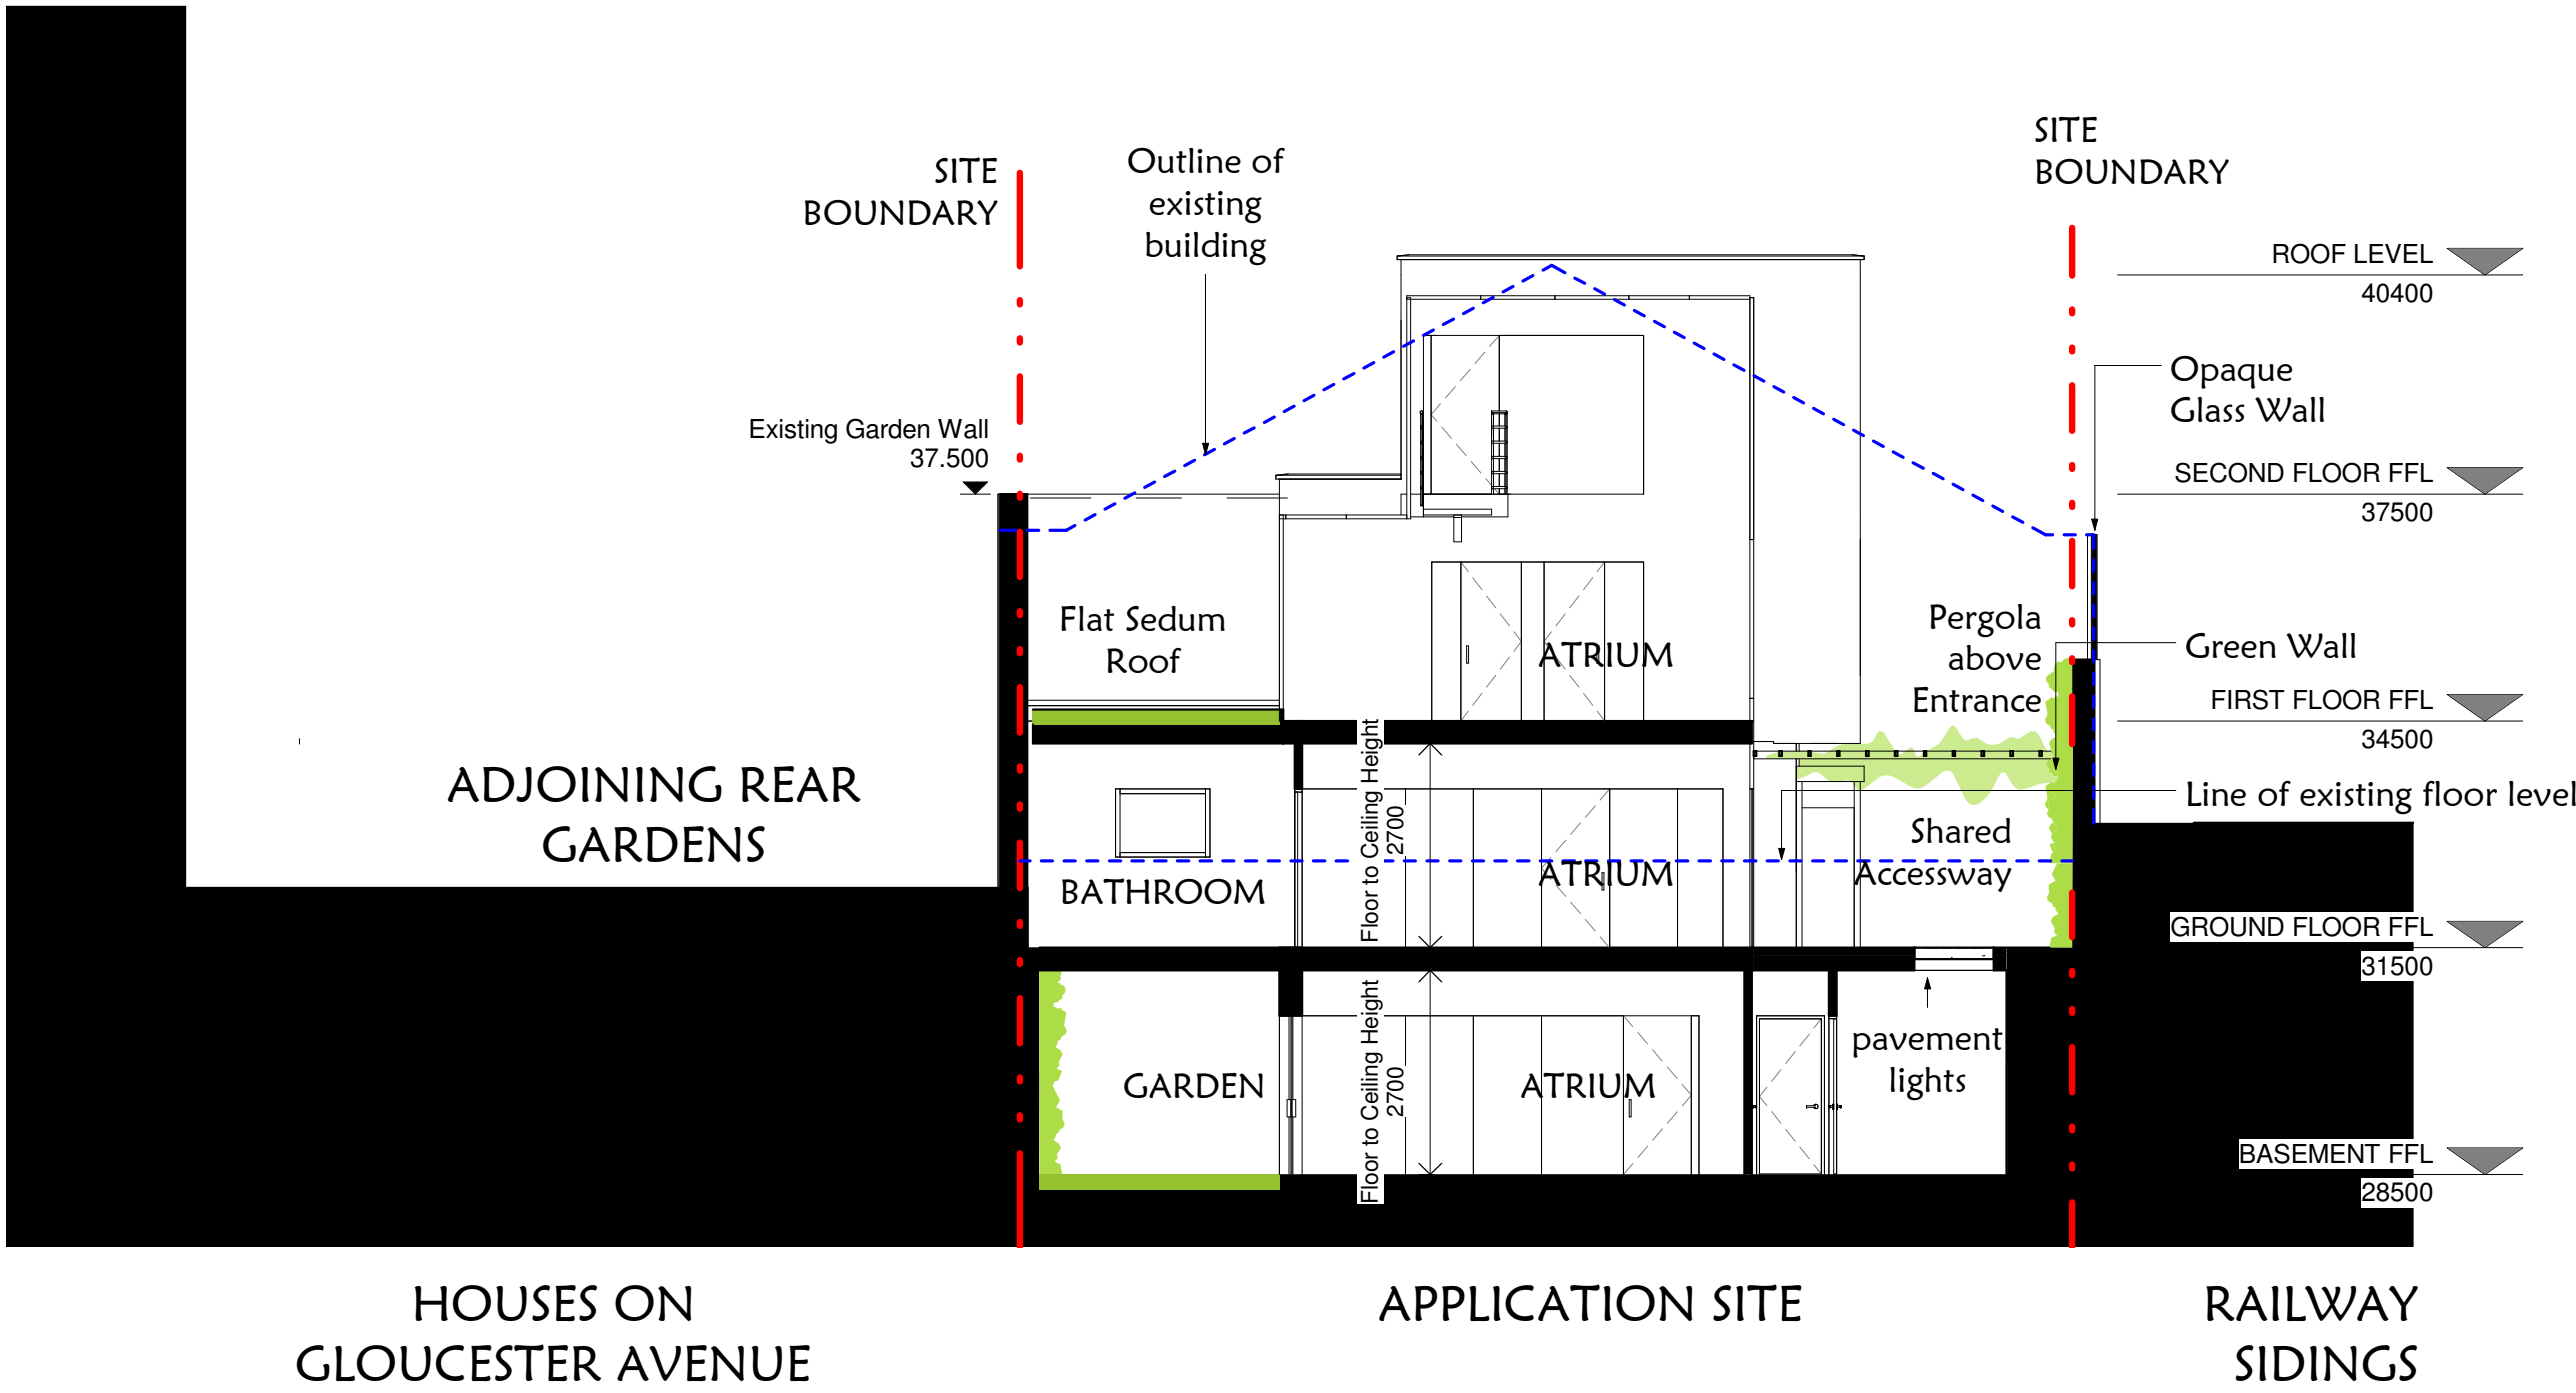 SITE
BOUNDARY
Outline of
existing
building
SITE
BOUNDARY
ROOF LEVEL
40400
Opaque
Glass Wall
Existing Garden Wall
37.500
SECOND FLOOR FFL
37500
Flat Sedum
Roof
ATRIUM
Pergola
above
Entrance
Green Wall
FIRST FLOOR FFL
34500
ADJOINING REAR
GARDENS
Floor to Ceiling Height
2700
Line of existing floor level
BATHROOM
ATRIUM
Shared
Accessway
GROUND FLOOR FFL
31500
GARDEN
Floor to Ceiling Height
2700
ATRIUM
pavement
lights
BASEMENT FFL
28500
HOUSES ON
GLOUCESTER AVENUE
APPLICATION SITE
RAILWAY
SIDINGS